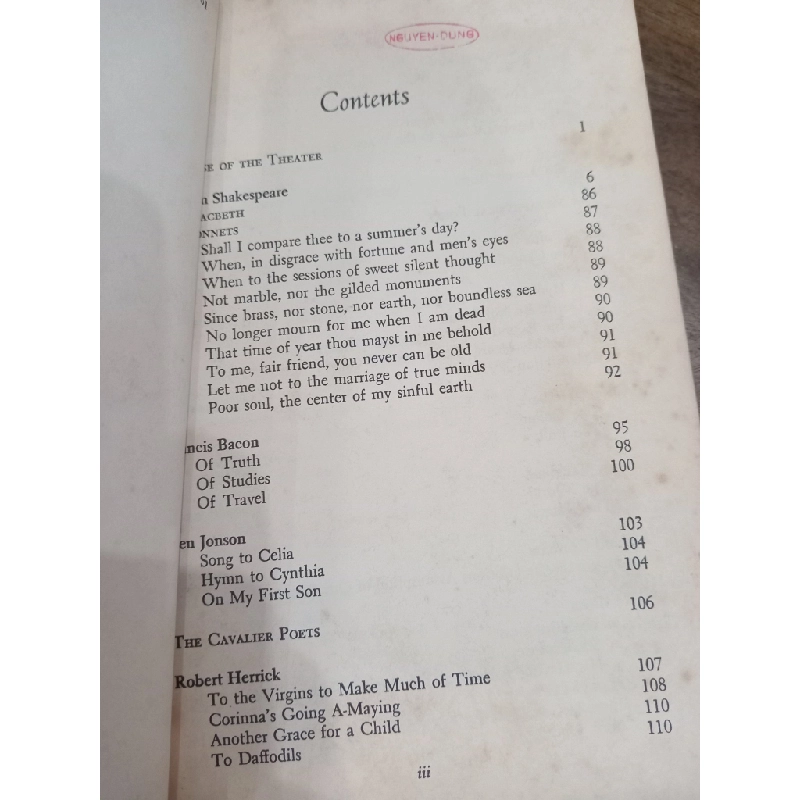 NGUYEN-DUNG
Contents
SE OF THE THEATER 1
m Shakespeare
ACBETH 6
ONNETS 86
Shall I compare thee to a summer's day? 87
When, in disgrace with fortune and men's eyes 88
When to the sessions of sweet silent thought 88
Not marble, nor the gilded monuments 89
Since brass, nor stone, nor earth, nor boundless sea 89
No longer mourn for me when I am dead 90
That time of year thou mayst in me behold 90
To me, fair friend, you never can be old 91
Let me not to the marriage of true minds 91
Poor soul, the center of my sinful earth 92
ncis Bacon
Of Truth 95
Of Studies 98
Of Travel 100
en Jonson
Song to Celia 103
Hymn to Cynthia 104
On My First Son 104
THE CAVALIER POETS 106
Robert Herrick
To the Virgins to Make Much of Time 107
Corinna's Going A-Maying 108
Another Grace for a Child 110
To Daffodils 110
iii